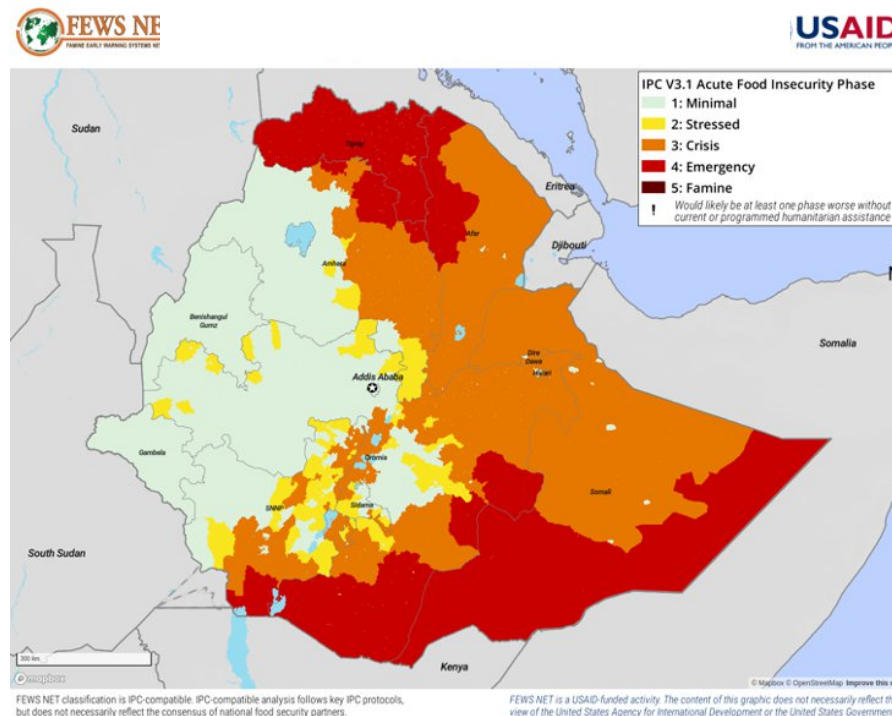 FEWS NE
FAMINE EARLY WARNING SYSTEMS NET
USAID
FROM THE AMERICAN PEOPL
IPC V3.1 Acute Food Insecurity Phase
1: Minimal
2: Stressed
3: Crisis
4: Emergency
5: Famine
! Would likely be at least one phase worse without
current or programmed humanitarian assistance
Sudan
Tigray
Eritrea
Afar
Djibouti
N
Amhara
Benishangul
Gumz
Somalia
Dire
Dawa
Harari
Addis Ababa
Gambela
Oromia
Somali
SNNP
Sidama
South Sudan
Kenya
300 km
mapbox
© Mapbox © OpenStreetMap Improve this
FEWS NET classification is IPC-compatible. IPC-compatible analysis follows key IPC protocols,
but does not necessarily reflect the consensus of national food security partners.
FEWS NET is a USAID-funded activity. The content of this graphic does not necessarily reflect th
view of the United States Agency for International Development or the United States Governmen